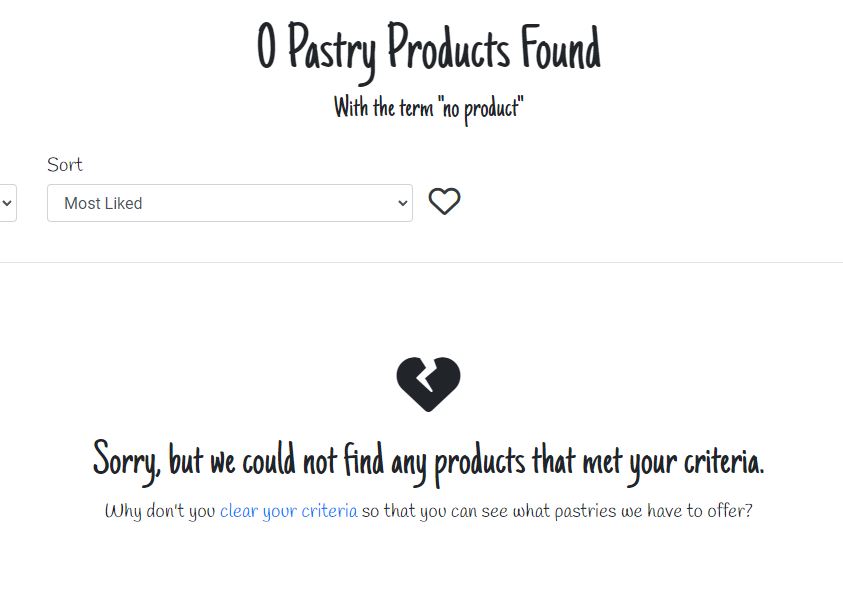 0 Pastry Products Found
With the term "no product"
Sort
Most Liked
Sorry, but we could not find any products that met your criteria.
Why don't you clear your criteria so that you can see what pastries we have to offer?